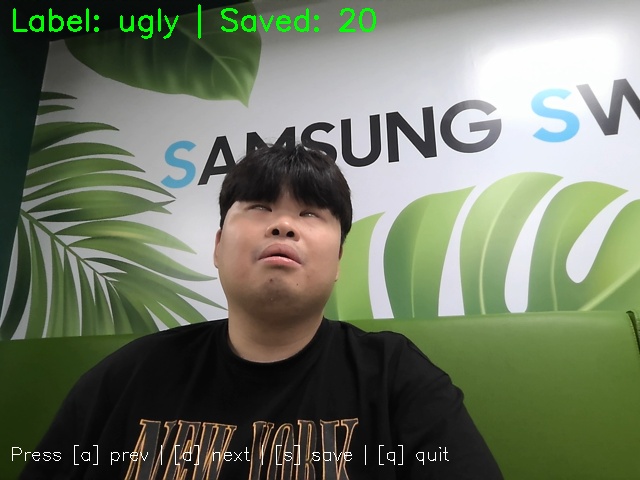 Label: ugly | Saved: 20
SAMSUNG SW
NEW YORK
Press [a] prev | [d] next | [s] save | [q] quit